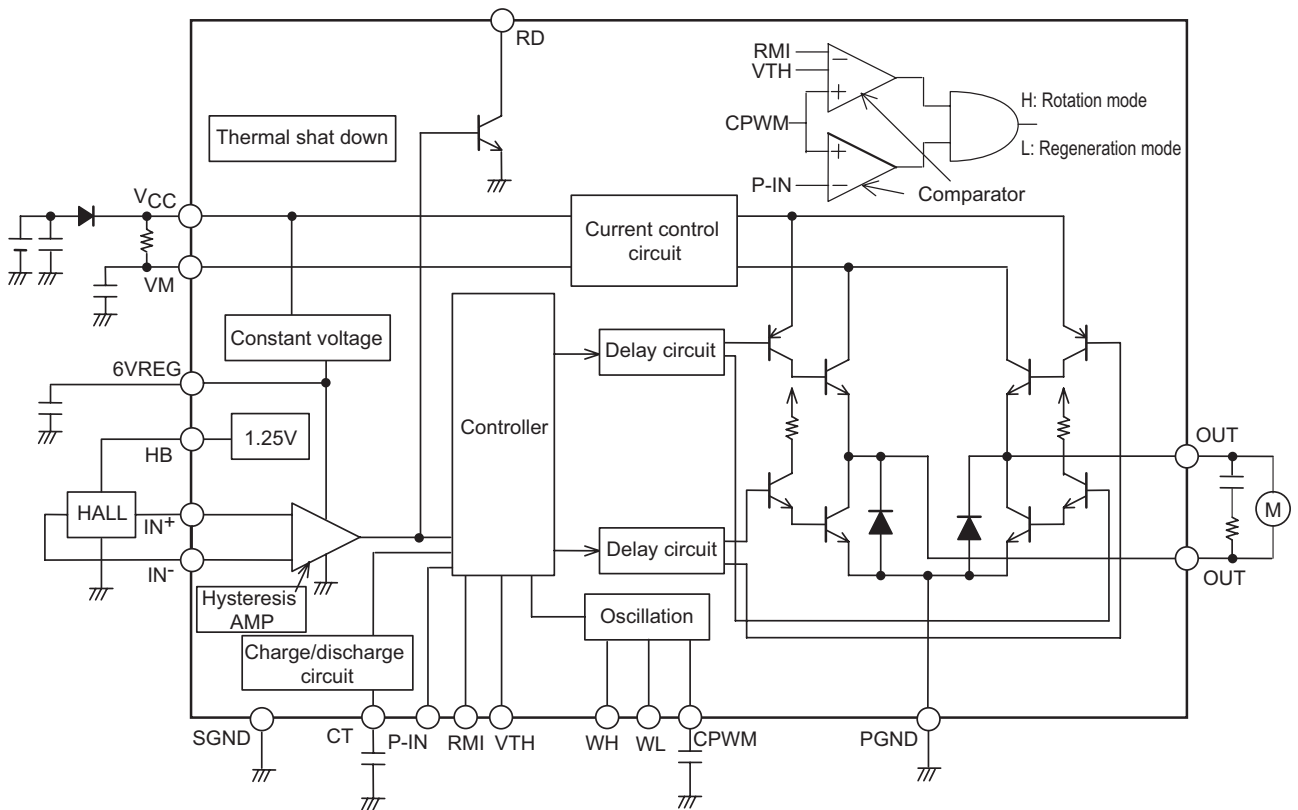 RD
RMI
VTH
CPWM
P-IN
H: Rotation mode
L: Regeneration mode
Comparator
Thermal shat down
VCC
VM
Current control
circuit
Constant voltage
6VREG
Delay circuit
1.25V
HB
Controller
OUT
HALL
IN+
IN-
M
Delay circuit
OUT
Hysteresis
AMP
Oscillation
Charge/discharge
circuit
SGND
CT
P-IN
RMI
VTH
WH
WL
CPWM
PGND